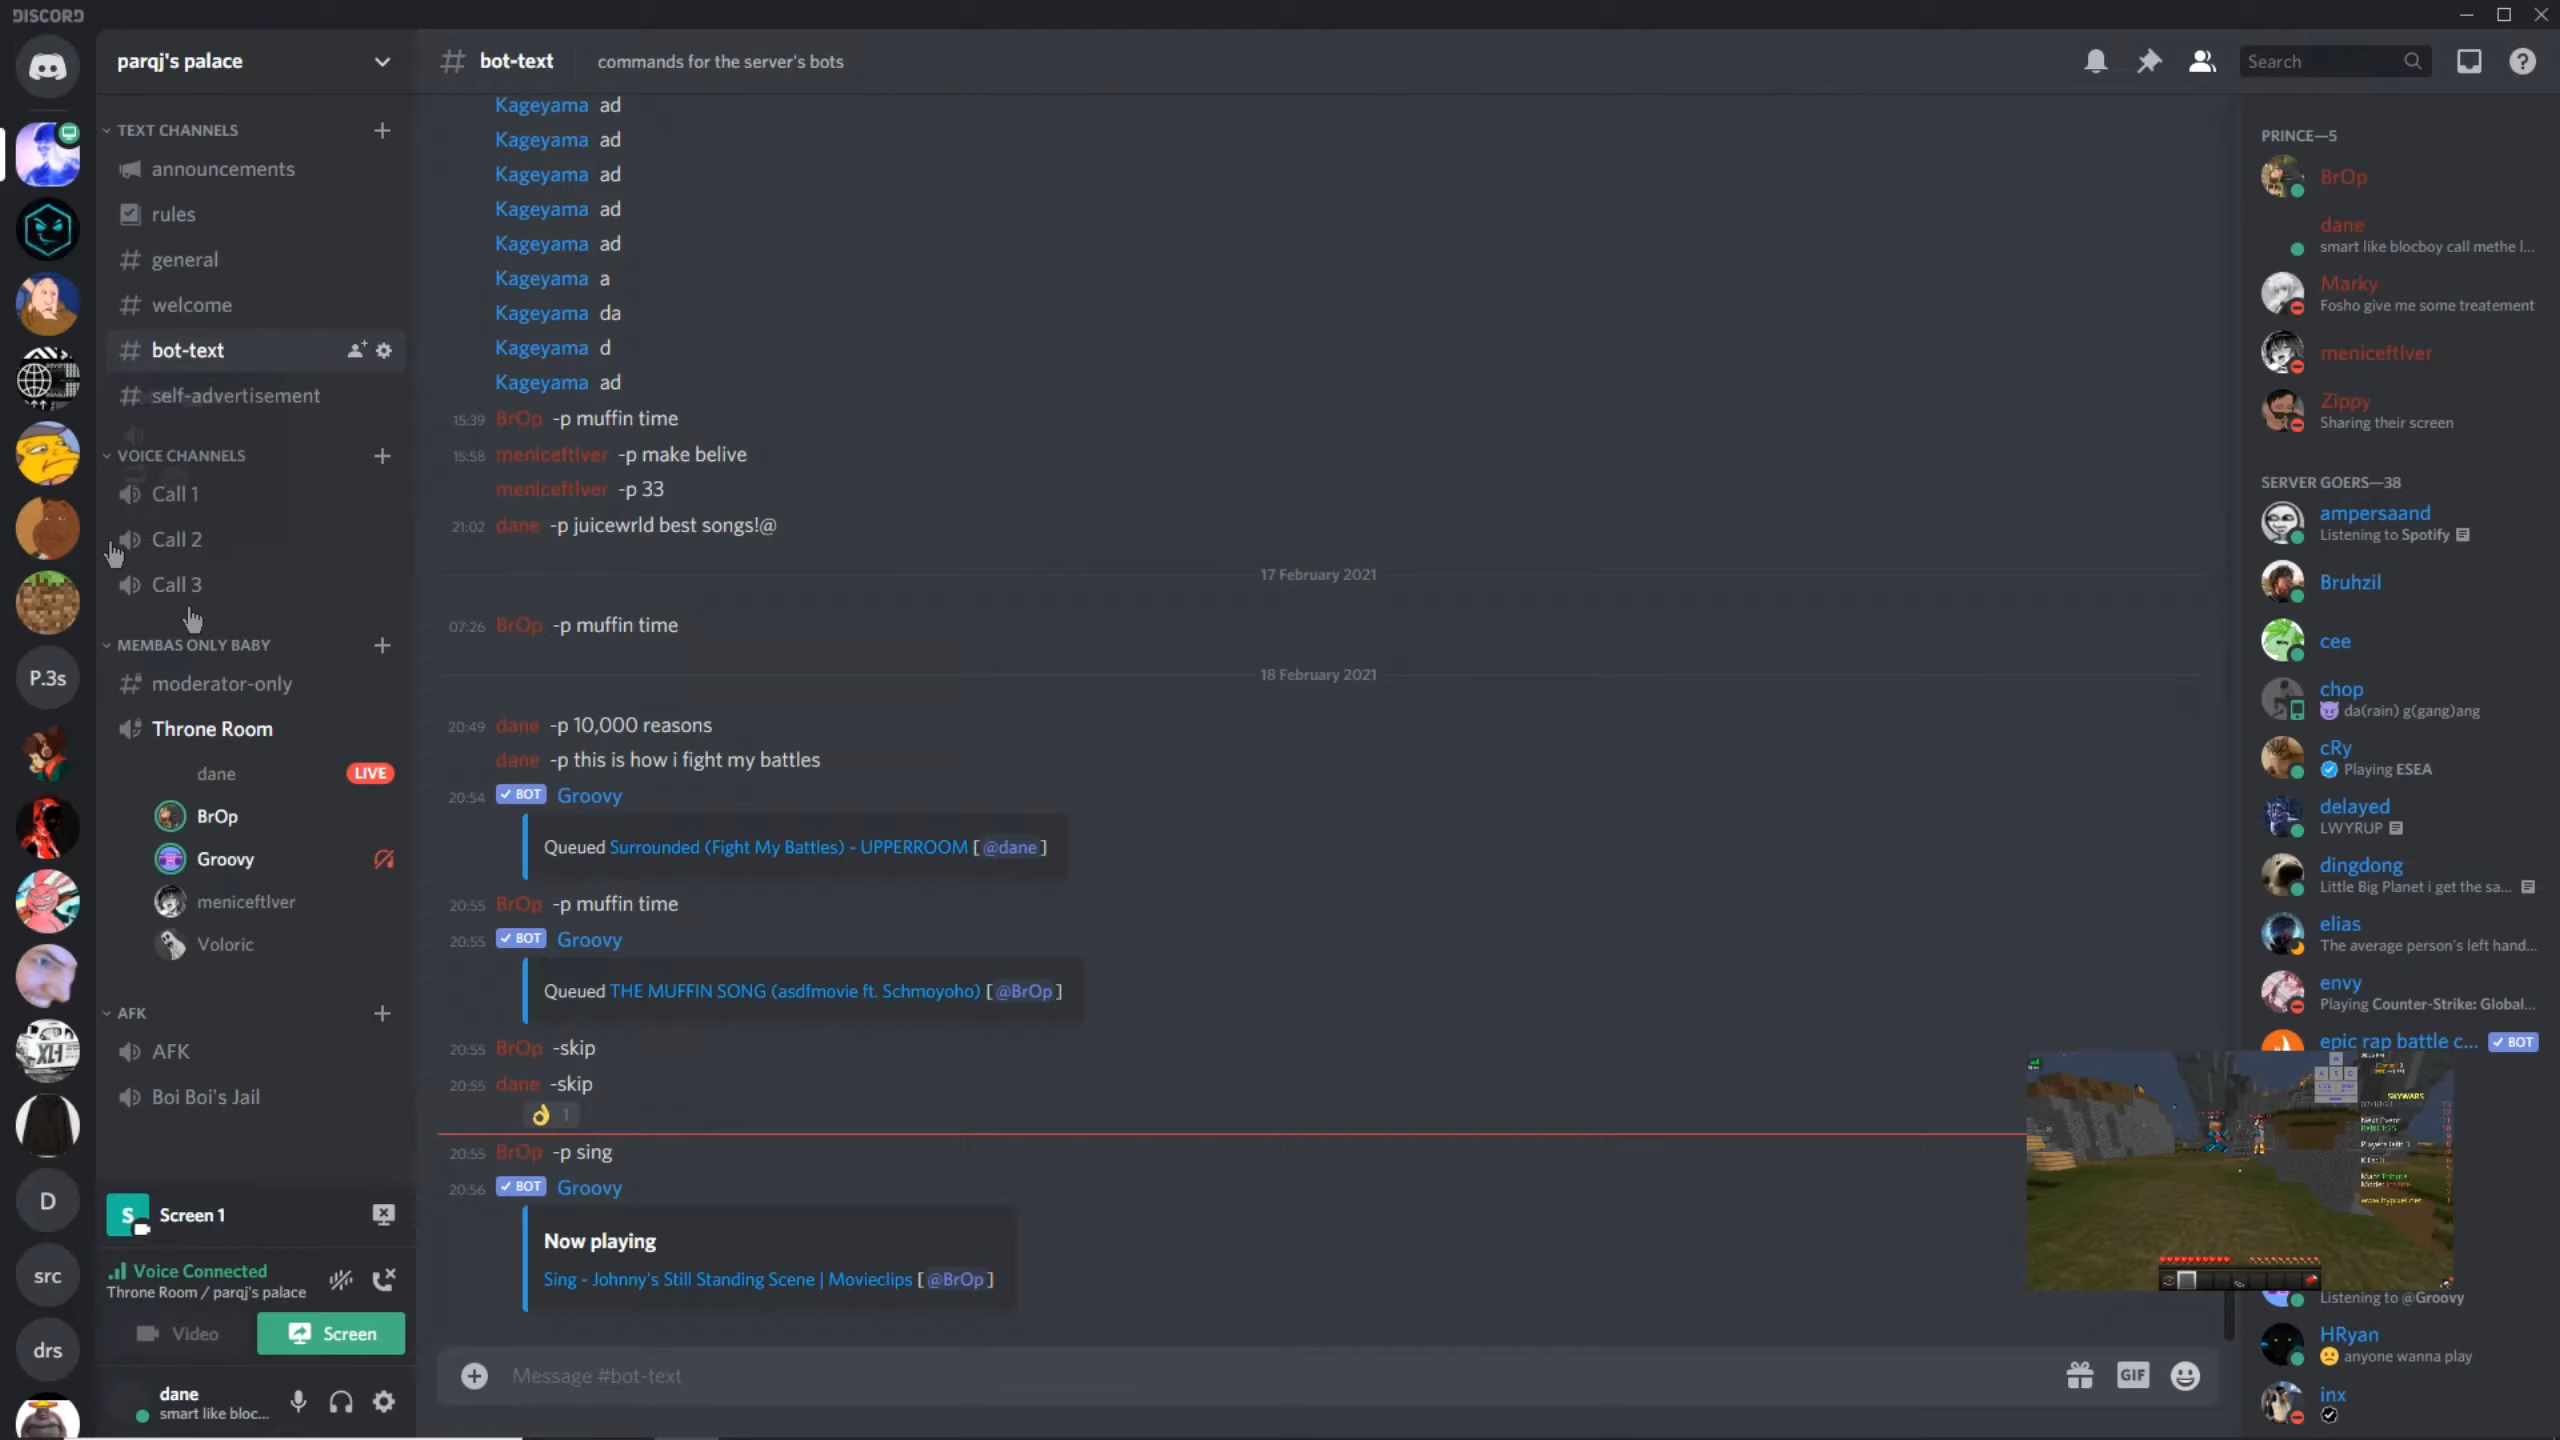 DISCORD
parqj's palace
bot-text
commands for the server's bots
Search
P.3s
D
src
drs
TEXT CHANNELS
announcements
rules
general
welcome
bot-text
self-advertisement
VOICE CHANNELS
Call 1
Call 2
Call 3
MEMBAS ONLY BABY
moderator-only
Throne Room
dane LIVE
BrOp
Groovy
meniceftlver
Voloric
AFK
AFK
Boi Boi's Jail
S
Screen 1
Voice Connected
Throne Room / parqj's palace
Video
Screen
dane
smart like bloc...
Kageyama ad
Kageyama ad
Kageyama ad
Kageyama ad
Kageyama ad
Kageyama a
Kageyama da
Kageyama d
Kageyama ad
15:39 BrOp -p muffin time
15:58 meniceftlver -p make belive
meniceftlver -p 33
21:02 dane -p juicewrld best songs!@
17 February 2021
07:26 BrOp -p muffin time
18 February 2021
20:49 dane -p 10,000 reasons
dane -p this is how i fight my battles
20:54 BOT Groovy
Queued Surrounded (Fight My Battles) - UPPERROOM [@dane]
20:55 BrOp -p muffin time
20:55 BOT Groovy
Queued THE MUFFIN SONG (asdfmovie ft. Schmoyoho) [@BrOp]
20:55 BrOp -skip
20:55 dane -skip
1
20:55 BrOp -p sing
20:56 BOT Groovy
Now playing
Sing - Johnny's Still Standing Scene | Movieclips [@BrOp]
Message #bot-text
GIF
PRINCE—5
BrOp
dane
smart like blocboy call methe l...
Marky
Fosho give me some treatement
meniceftlver
Zippy
Sharing their screen
SERVER GOERS—38
ampersaand
Listening to Spotify
Bruhzil
cee
chop
da(rain) g(gang)ang
cRy
Playing ESEA
delayed
LWYRUP
dingdong
Little Big Planet i get the sa...
elias
The average person's left hand...
envy
Playing Counter-Strike: Global...
epic rap battle c... BOT
SKYWARS
www.hypixel.net
Listening to @Groovy
HRyan
anyone wanna play
inx